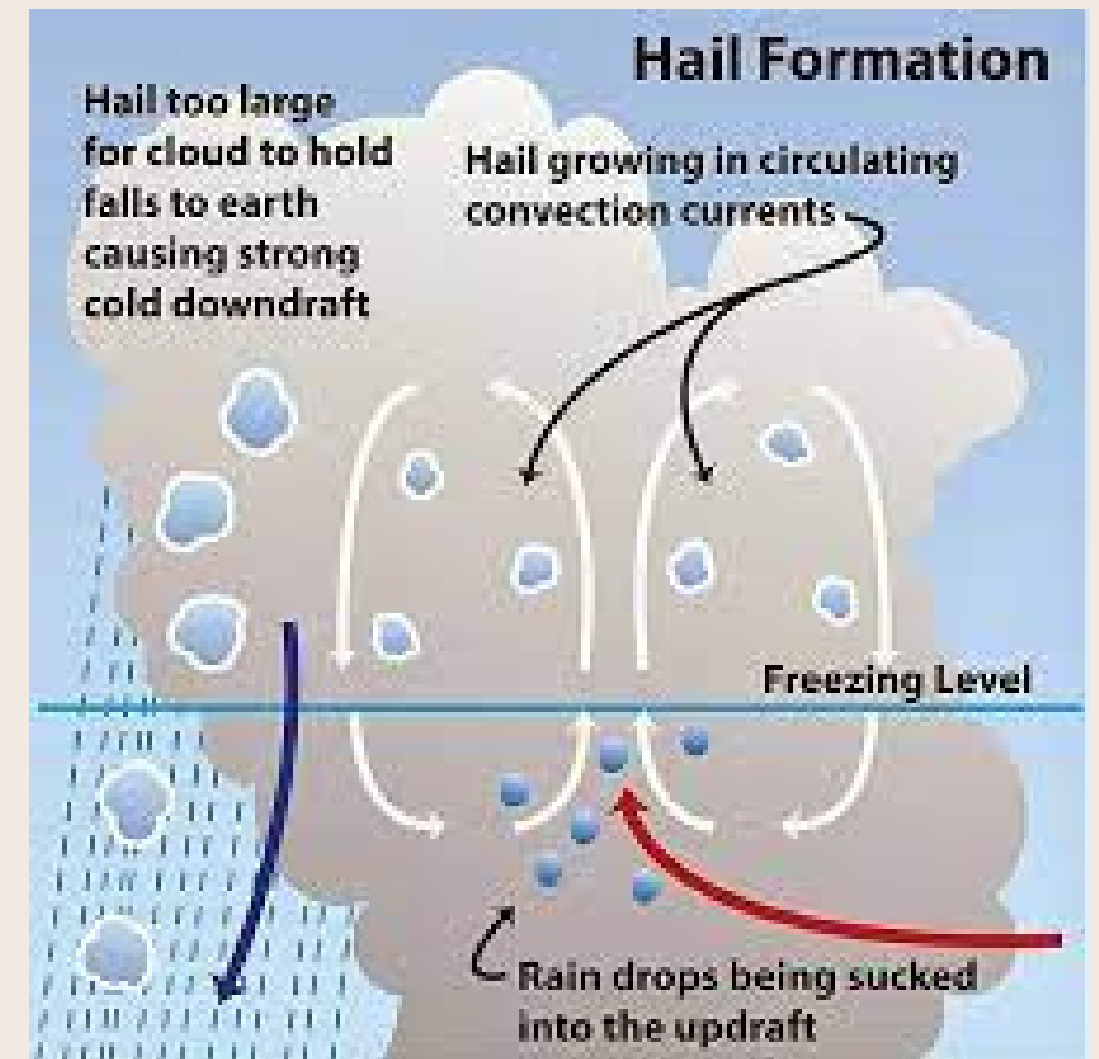 Hail Formation
Hail too large
for cloud to hold
falls to earth
causing strong
cold downdraft
Hail growing in circulating
convection currents
Freezing Level
Rain drops being sucked
into the updraft